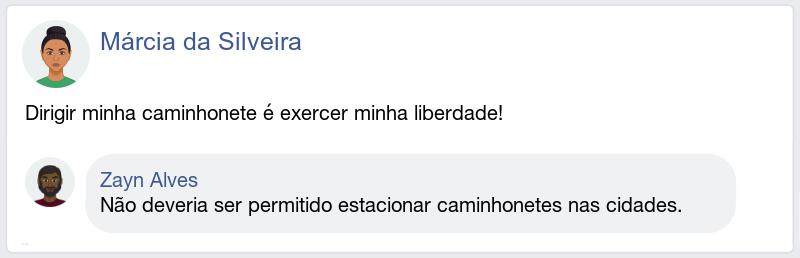 Márcia da Silveira
Dirigir minha caminhonete é exercer minha liberdade!
Zayn Alves
Não deveria ser permitido estacionar caminhonetes nas cidades.